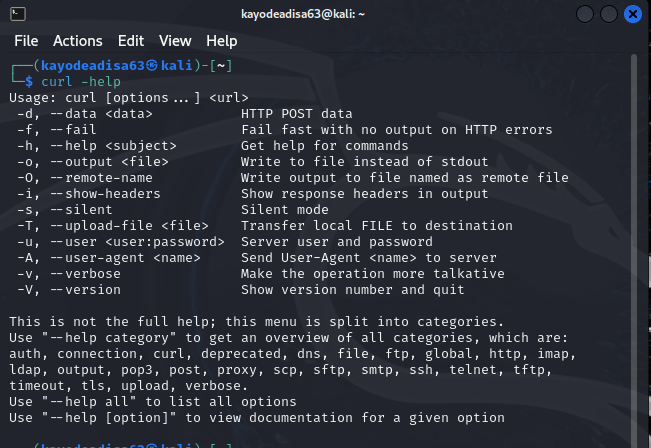 kayodeadisa63@kali: ~
File Actions Edit View Help
┌──(kayodeadisa63㉿kali)-[~]
└─$ curl -help
Usage: curl [options...] <url>
-d, --data <data> HTTP POST data
-f, --fail Fail fast with no output on HTTP errors
-h, --help <subject> Get help for commands
-o, --output <file> Write to file instead of stdout
-O, --remote-name Write output to file named as remote file
-i, --show-headers Show response headers in output
-s, --silent Silent mode
-T, --upload-file <file> Transfer local FILE to destination
-u, --user <user:password> Server user and password
-A, --user-agent <name> Send User-Agent <name> to server
-v, --verbose Make the operation more talkative
-V, --version Show version number and quit
This is not the full help; this menu is split into categories.
Use "--help category" to get an overview of all categories, which are:
auth, connection, curl, deprecated, dns, file, ftp, global, http, imap,
ldap, output, pop3, post, proxy, scp, sftp, smtp, ssh, telnet, tftp,
timeout, tls, upload, verbose.
Use "--help all" to list all options
Use "--help [option]" to view documentation for a given option